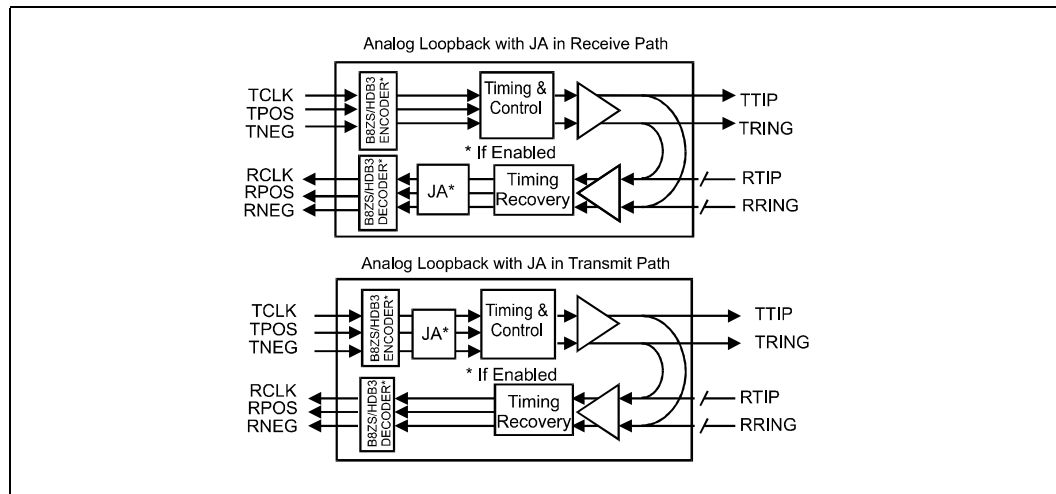 Analog Loopback with JA in Receive Path
TCLK
TPOS
TNEG
B8ZS/HDB3
ENCODER*
Timing &
Control
TTIP
TRING
* If Enabled
RCLK
RPOS
RNEG
B8ZS/HDB3
DECODER*
JA*
Timing
Recovery
RTIP
RRING
Analog Loopback with JA in Transmit Path
TCLK
TPOS
TNEG
B8ZS/HDB3
ENCODER*
JA*
Timing &
Control
TTIP
TRING
* If Enabled
RCLK
RPOS
RNEG
B8ZS/HDB3
DECODER*
Timing
Recovery
RTIP
RRING